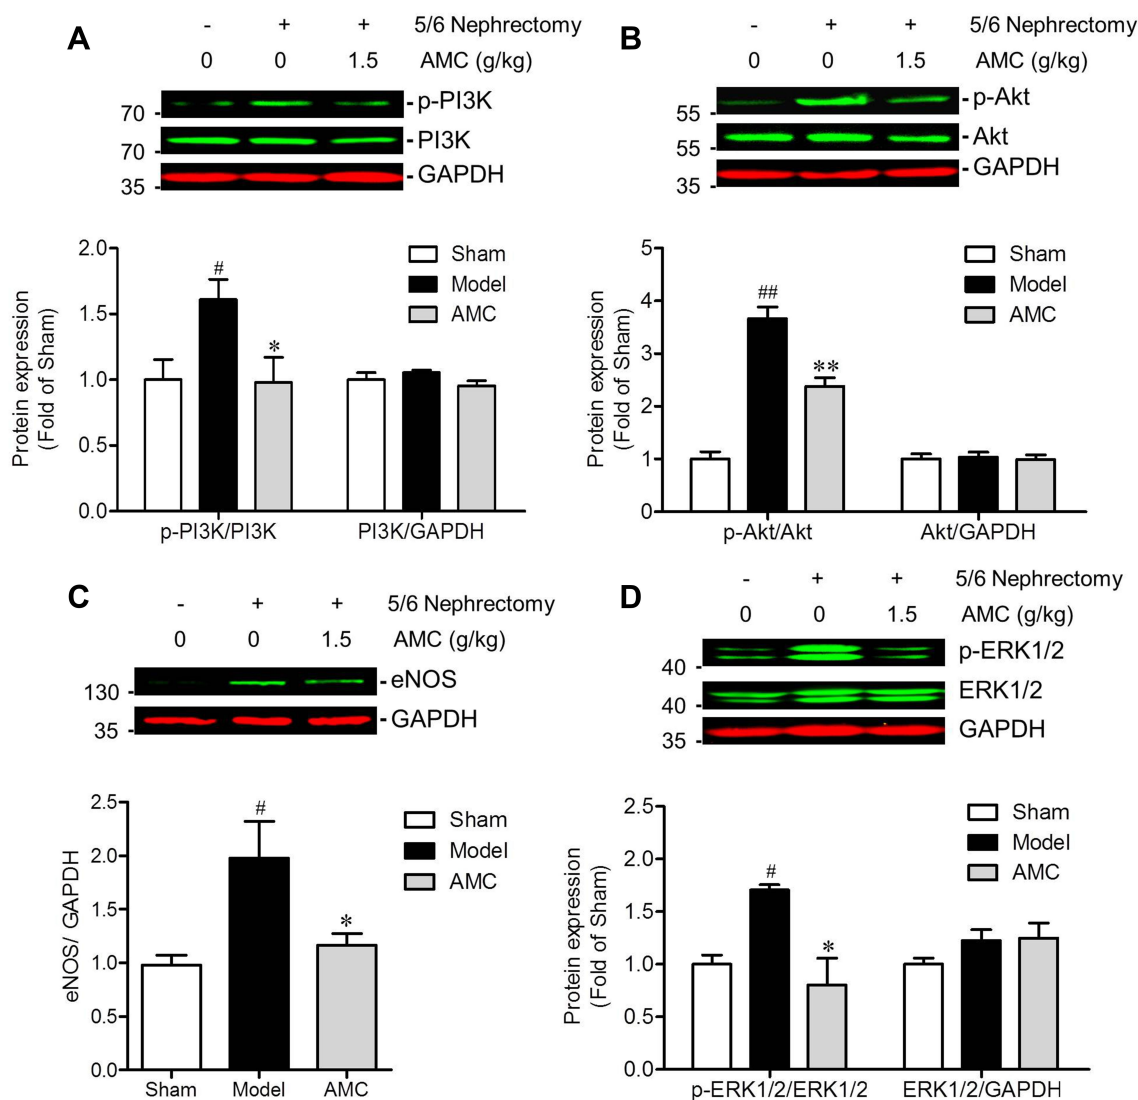 A
- + + 5/6 Nephrectomy
0 0 1.5 AMC (g/kg)
70 - - p-PI3K
70 - PI3K
35 - - GAPDH
2.0
1.5
1.0
0.5
0.0
Protein expression
(Fold of Sham)
Sham
Model
AMC
#
*
p-PI3K/PI3K PI3K/GAPDH
B
- + + 5/6 Nephrectomy
0 0 1.5 AMC (g/kg)
55 - - p-Akt
55 - - Akt
35 - - GAPDH
5
4
3
2
1
0
Protein expression
(Fold of Sham)
Sham
Model
AMC
##
**
p-Akt/Akt Akt/GAPDH
C
- + + 5/6 Nephrectomy
0 0 1.5 AMC (g/kg)
130 - - eNOS
35 - - GAPDH
2.5
2.0
1.5
1.0
0.5
0.0
eNOS/ GAPDH
Sham
Model
AMC
#
*
Sham Model AMC
D
- + + 5/6 Nephrectomy
0 0 1.5 AMC (g/kg)
40 - p-ERK1/2
40 - ERK1/2
35 - GAPDH
2.5
2.0
1.5
1.0
0.5
0.0
Protein expression
(Fold of Sham)
Sham
Model
AMC
#
*
p-ERK1/2/ERK1/2 ERK1/2/GAPDH